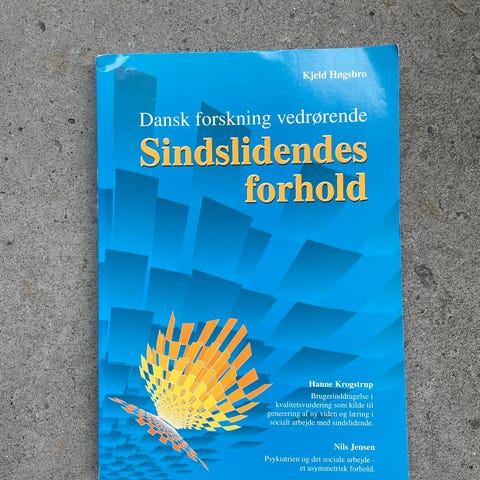 Kjeld Høgsbro
Dansk forskning vedrørende
Sindslidendes
forhold
Hanne Krogstrup
Brugerinddragelse i
kvalitetsvurdering som kilde til
generering af ny viden og læring i
socialt arbejde med sindslidende.
Nils Jensen
Psykiatrien og det sociale arbejde -
et asymmetrisk forhold.